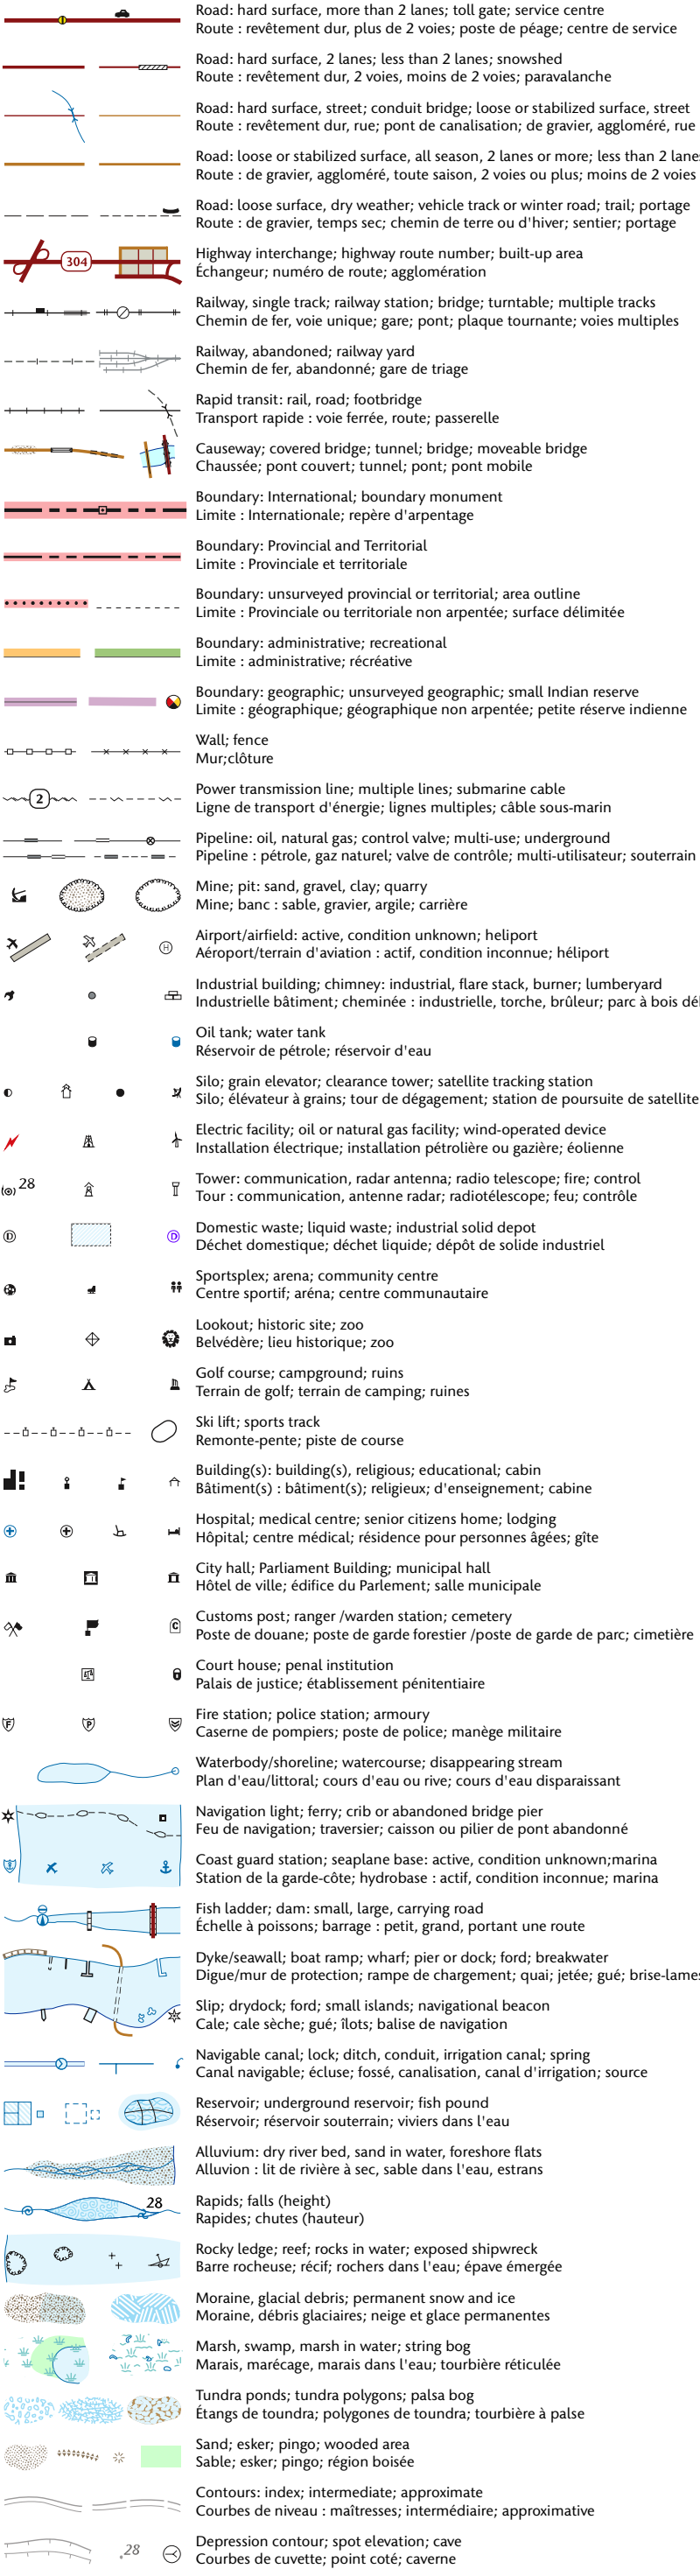 Road: hard surface, more than 2 lanes; toll gate; service centre
Route : revêtement dur, plus de 2 voies; poste de péage; centre de service
Road: hard surface, 2 lanes; less than 2 lanes; snowshed
Route : revêtement dur, 2 voies, moins de 2 voies; paravalanche
Road: hard surface, street; conduit bridge; loose or stabilized surface, street
Route : revêtement dur, rue; pont de canalisation; de gravier, aggloméré, rue
Road: loose or stabilized surface, all season, 2 lanes or more; less than 2 lane
Route : de gravier, aggloméré, toute saison, 2 voies ou plus; moins de 2 voies
Road: loose surface, dry weather; vehicle track or winter road; trail; portage
Route : de gravier, temps sec; chemin de terre ou d'hiver; sentier; portage
304
Highway interchange; highway route number; built-up area
Échangeur; numéro de route; agglomération
Railway, single track; railway station; bridge; turntable; multiple tracks
Chemin de fer, voie unique; gare; pont; plaque tournante; voies multiples
Railway, abandoned; railway yard
Chemin de fer, abandonné; gare de triage
Rapid transit: rail, road; footbridge
Transport rapide : voie ferrée, route; passerelle
Causeway; covered bridge; tunnel; bridge; moveable bridge
Chaussée; pont couvert; tunnel; pont; pont mobile
Boundary: International; boundary monument
Limite : Internationale; repère d'arpentage
Boundary: Provincial and Territorial
Limite : Provinciale et territoriale
Boundary: unsurveyed provincial or territorial; area outline
Limite : Provinciale ou territoriale non arpentée; surface délimitée
Boundary: administrative; recreational
Limite : administrative; récréative
Boundary: geographic; unsurveyed geographic; small Indian reserve
Limite : géographique; géographique non arpentée; petite réserve indienne
Wall; fence
Mur;clôture
2
Power transmission line; multiple lines; submarine cable
Ligne de transport d'énergie; lignes multiples; câble sous-marin
Pipeline: oil, natural gas; control valve; multi-use; underground
Pipeline : pétrole, gaz naturel; valve de contrôle; multi-utilisateur; souterrain
Mine; pit: sand, gravel, clay; quarry
Mine; banc : sable, gravier, argile; carrière
H
Airport/airfield: active, condition unknown; heliport
Aéroport/terrain d'aviation : actif, condition inconnue; héliport
Industrial building; chimney: industrial, flare stack, burner; lumberyard
Industrielle bâtiment; cheminée : industrielle, torche, brûleur; parc à bois dé
Oil tank; water tank
Réservoir de pétrole; réservoir d'eau
Silo; grain elevator; clearance tower; satellite tracking station
Silo; élévateur à grains; tour de dégagement; station de poursuite de satellite
Electric facility; oil or natural gas facility; wind-operated device
Installation électrique; installation pétrolière ou gazière; éolienne
28
Tower: communication, radar antenna; radio telescope; fire; control
Tour : communication, antenne radar; radiotélescope; feu; contrôle
D D
Domestic waste; liquid waste; industrial solid depot
Déchet domestique; déchet liquide; dépôt de solide industriel
Sportsplex; arena; community centre
Centre sportif; aréna; centre communautaire
Lookout; historic site; zoo
Belvédère; lieu historique; zoo
Golf course; campground; ruins
Terrain de golf; terrain de camping; ruines
Ski lift; sports track
Remonte-pente; piste de course
Building(s): building(s), religious; educational; cabin
Bâtiment(s) : bâtiment(s); religieux; d'enseignement; cabine
Hospital; medical centre; senior citizens home; lodging
Hôpital; centre médical; résidence pour personnes âgées; gîte
City hall; Parliament Building; municipal hall
Hôtel de ville; édifice du Parlement; salle municipale
C
Customs post; ranger /warden station; cemetery
Poste de douane; poste de garde forestier /poste de garde de parc; cimetière
Court house; penal institution
Palais de justice; établissement pénitentiaire
F P
Fire station; police station; armoury
Caserne de pompiers; poste de police; manège militaire
Waterbody/shoreline; watercourse; disappearing stream
Plan d'eau/littoral; cours d'eau ou rive; cours d'eau disparaissant
Navigation light; ferry; crib or abandoned bridge pier
Feu de navigation; traversier; caisson ou pilier de pont abandonné
Coast guard station; seaplane base: active, condition unknown;marina
Station de la garde-côte; hydrobase : actif, condition inconnue; marina
Fish ladder; dam: small, large, carrying road
Échelle à poissons; barrage : petit, grand, portant une route
Dyke/seawall; boat ramp; wharf; pier or dock; ford; breakwater
Digue/mur de protection; rampe de chargement; quai; jetée; gué; brise-lames
Slip; drydock; ford; small islands; navigational beacon
Cale; cale sèche; gué; îlots; balise de navigation
Navigable canal; lock; ditch, conduit, irrigation canal; spring
Canal navigable; écluse; fossé, canalisation, canal d'irrigation; source
Reservoir; underground reservoir; fish pound
Réservoir; réservoir souterrain; viviers dans l'eau
Alluvium: dry river bed, sand in water, foreshore flats
Alluvion : lit de rivière à sec, sable dans l'eau, estrans
28
Rapids; falls (height)
Rapides; chutes (hauteur)
Rocky ledge; reef; rocks in water; exposed shipwreck
Barre rocheuse; récif; rochers dans l'eau; épave émergée
Moraine, glacial debris; permanent snow and ice
Moraine, débris glaciaires; neige et glace permanentes
Marsh, swamp, marsh in water; string bog
Marais, marécage, marais dans l'eau; tourbière réticulée
Tundra ponds; tundra polygons; palsa bog
Étangs de toundra; polygones de toundra; tourbière à palse
Sand; esker; pingo; wooded area
Sable; esker; pingo; région boisée
Contours: index; intermediate; approximate
Courbes de niveau : maîtresses; intermédiaire; approximative
28
Depression contour; spot elevation; cave
Courbes de cuvette; point coté; caverne